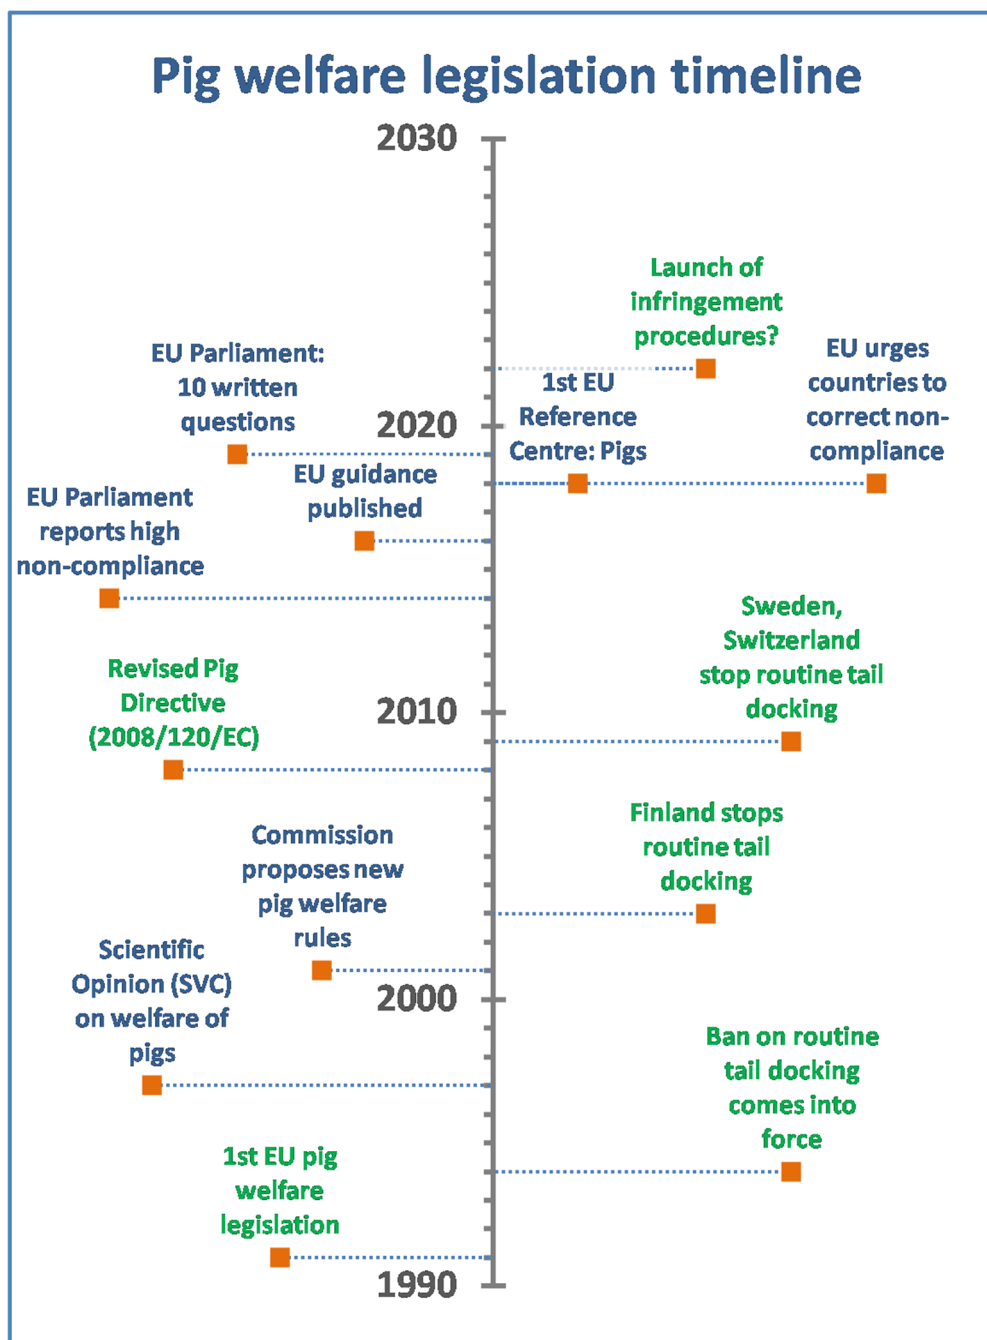 Pig welfare legislation timeline
2030
Launch of
infringement
procedures?
EU Parliament:
10 written
questions
1st EU
Reference
Centre: Pigs
EU urges
countries to
correct non-
compliance
2020
EU guidance
published
EU Parliament
reports high
non-compliance
Sweden,
Switzerland
stop routine tail
docking
Revised Pig
Directive
(2008/120/EC)
2010
Finland stops
routine tail
docking
Commission
proposes new
pig welfare
rules
Scientific
Opinion (SVC)
on welfare of
pigs
2000
Ban on routine
tail docking
comes into
force
1st EU pig
welfare
legislation
1990